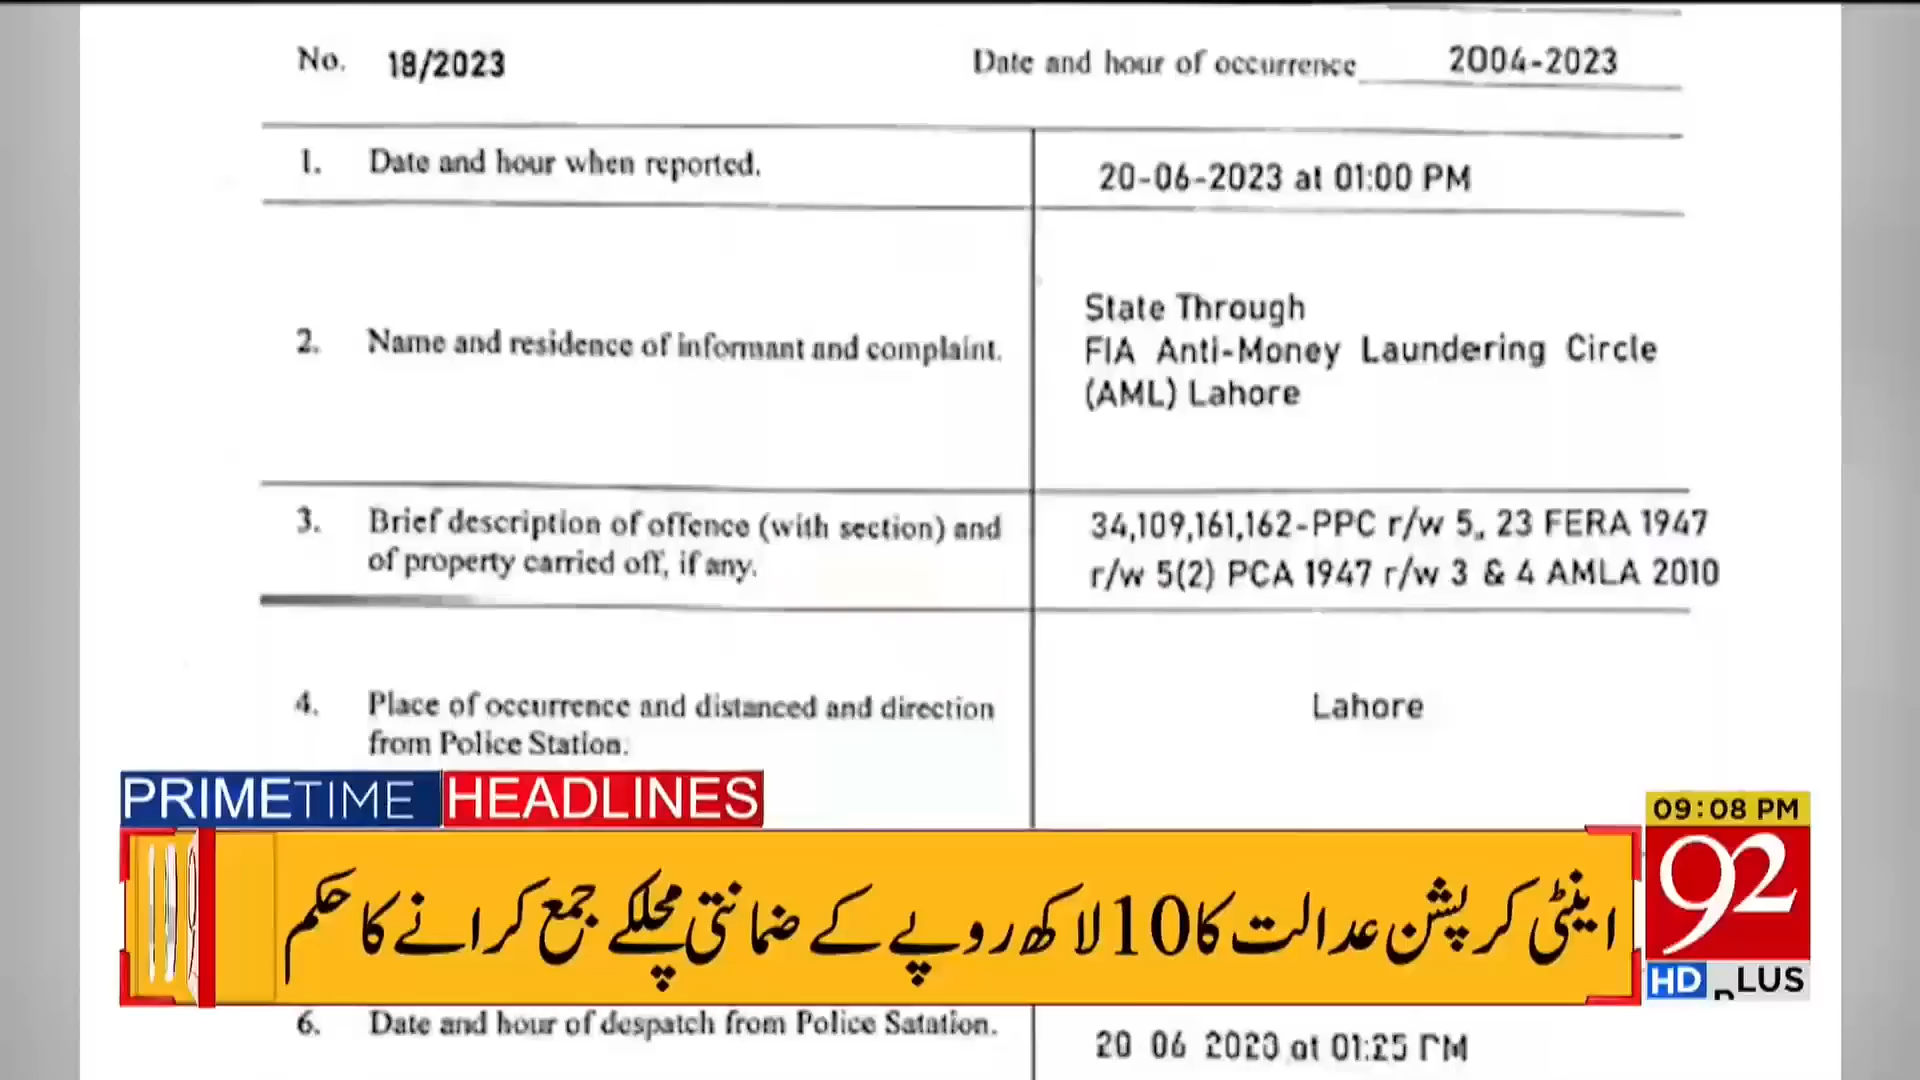 No. 18/2023 Date and hour of occurrence 2004-2023
1. Date and hour when reported. 20-06-2023 at 01:00 PM
2. Name and residence of informant and complaint.
State Through
FIA Anti-Money Laundering Circle
(AML) Lahore
3. Brief description of offence (with section) and
of property carried off, if any.
34,109,161,162-PPC r/w 5, 23 FERA 1947
r/w 5(2) PCA 1947 r/w 3 & 4 AMLA 2010
4. Place of occurrence and distanced and direction
from Police Station.
Lahore
PRIMETIME HEADLINES
09:08 PM
اینٹی کرپشن عدالت کا 10 لاکھ روپے کے ضمانتی مچلکے جمع کرانے کا حکم
92
HD PLUS
6. Date and hour of despatch from Police Satation. 20 06 2023 at 01:25 PM